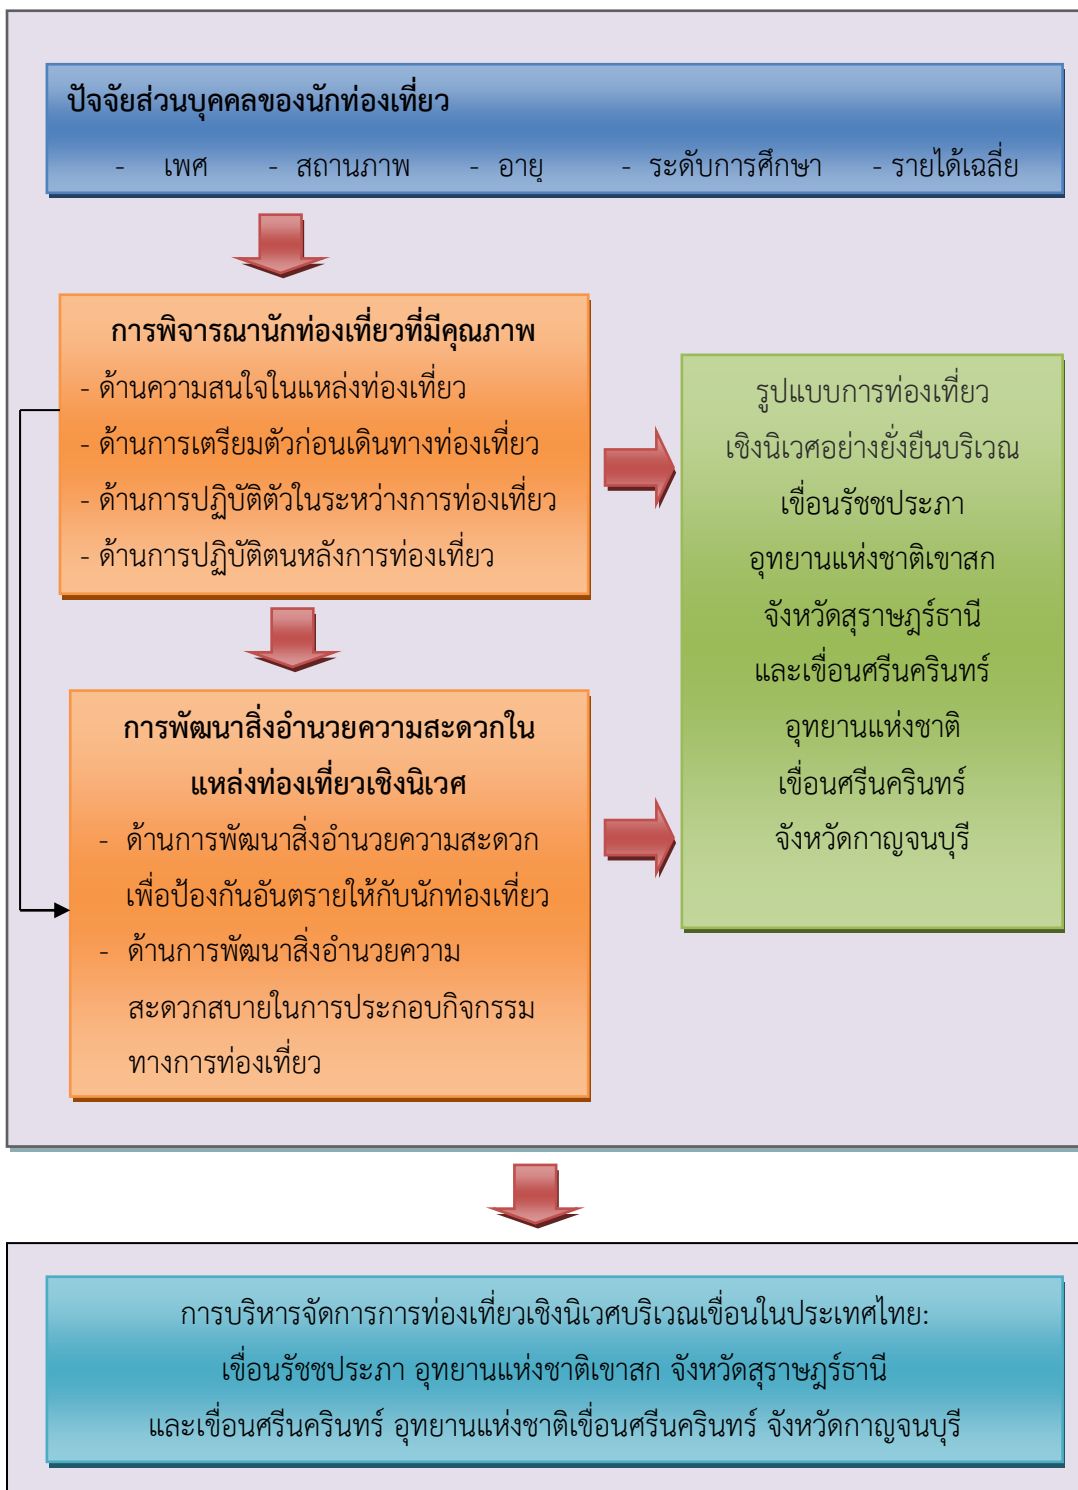 ปัจจัยส่วนบุคคลของนักท่องเที่ยว
- เพศ - สถานภาพ - อายุ - ระดับการศึกษา - รายได้เฉลี่ย
การพิจารณานักท่องเที่ยวที่มีคุณภาพ
- ด้านความสนใจในแหล่งท่องเที่ยว
- ด้านการเตรียมตัวก่อนเดินทางท่องเที่ยว
- ด้านการปฏิบัติตัวในระหว่างการท่องเที่ยว
- ด้านการปฏิบัติตนหลังการท่องเที่ยว
การพัฒนาสิ่งอำนวยความสะดวกใน
แหล่งท่องเที่ยวเชิงนิเวศ
- ด้านการพัฒนาสิ่งอำนวยความสะดวก
เพื่อป้องกันอันตรายให้กับนักท่องเที่ยว
- ด้านการพัฒนาสิ่งอำนวยความ
สะดวกสบายในการประกอบกิจกรรม
ทางการท่องเที่ยว
รูปแบบการท่องเที่ยว
เชิงนิเวศอย่างยั่งยืนบริเวณ
เขื่อนรัชชประภา
อุทยานแห่งชาติเขาสก
จังหวัดสุราษฎร์ธานี
และเขื่อนศรีนครินทร์
อุทยานแห่งชาติ
เขื่อนศรีนครินทร์
จังหวัดกาญจนบุรี
การบริหารจัดการการท่องเที่ยวเชิงนิเวศบริเวณเขื่อนในประเทศไทย:
เขื่อนรัชชประภา อุทยานแห่งชาติเขาสก จังหวัดสุราษฎร์ธานี
และเขื่อนศรีนครินทร์ อุทยานแห่งชาติเขื่อนศรีนครินทร์ จังหวัดกาญจนบุรี